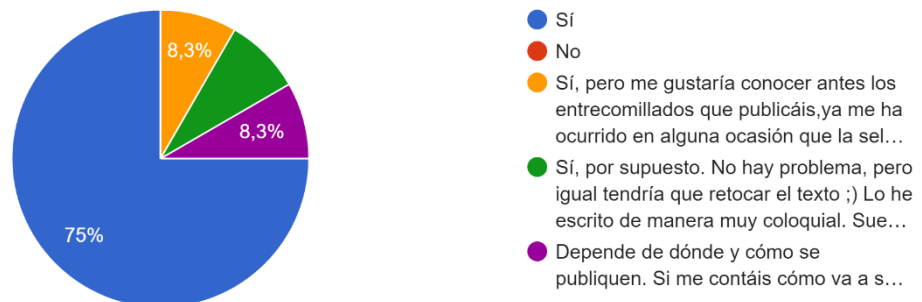 8,3%
8,3%
75%
Sí
No
Sí, pero me gustaría conocer antes los
entrecomillados que publicáis,ya me ha
ocurrido en alguna ocasión que la sel…
Sí, por supuesto. No hay problema, pero
igual tendría que retocar el texto ;) Lo he
escrito de manera muy coloquial. Sue…
Depende de dónde y cómo se
publiquen. Si me contáis cómo va a s…